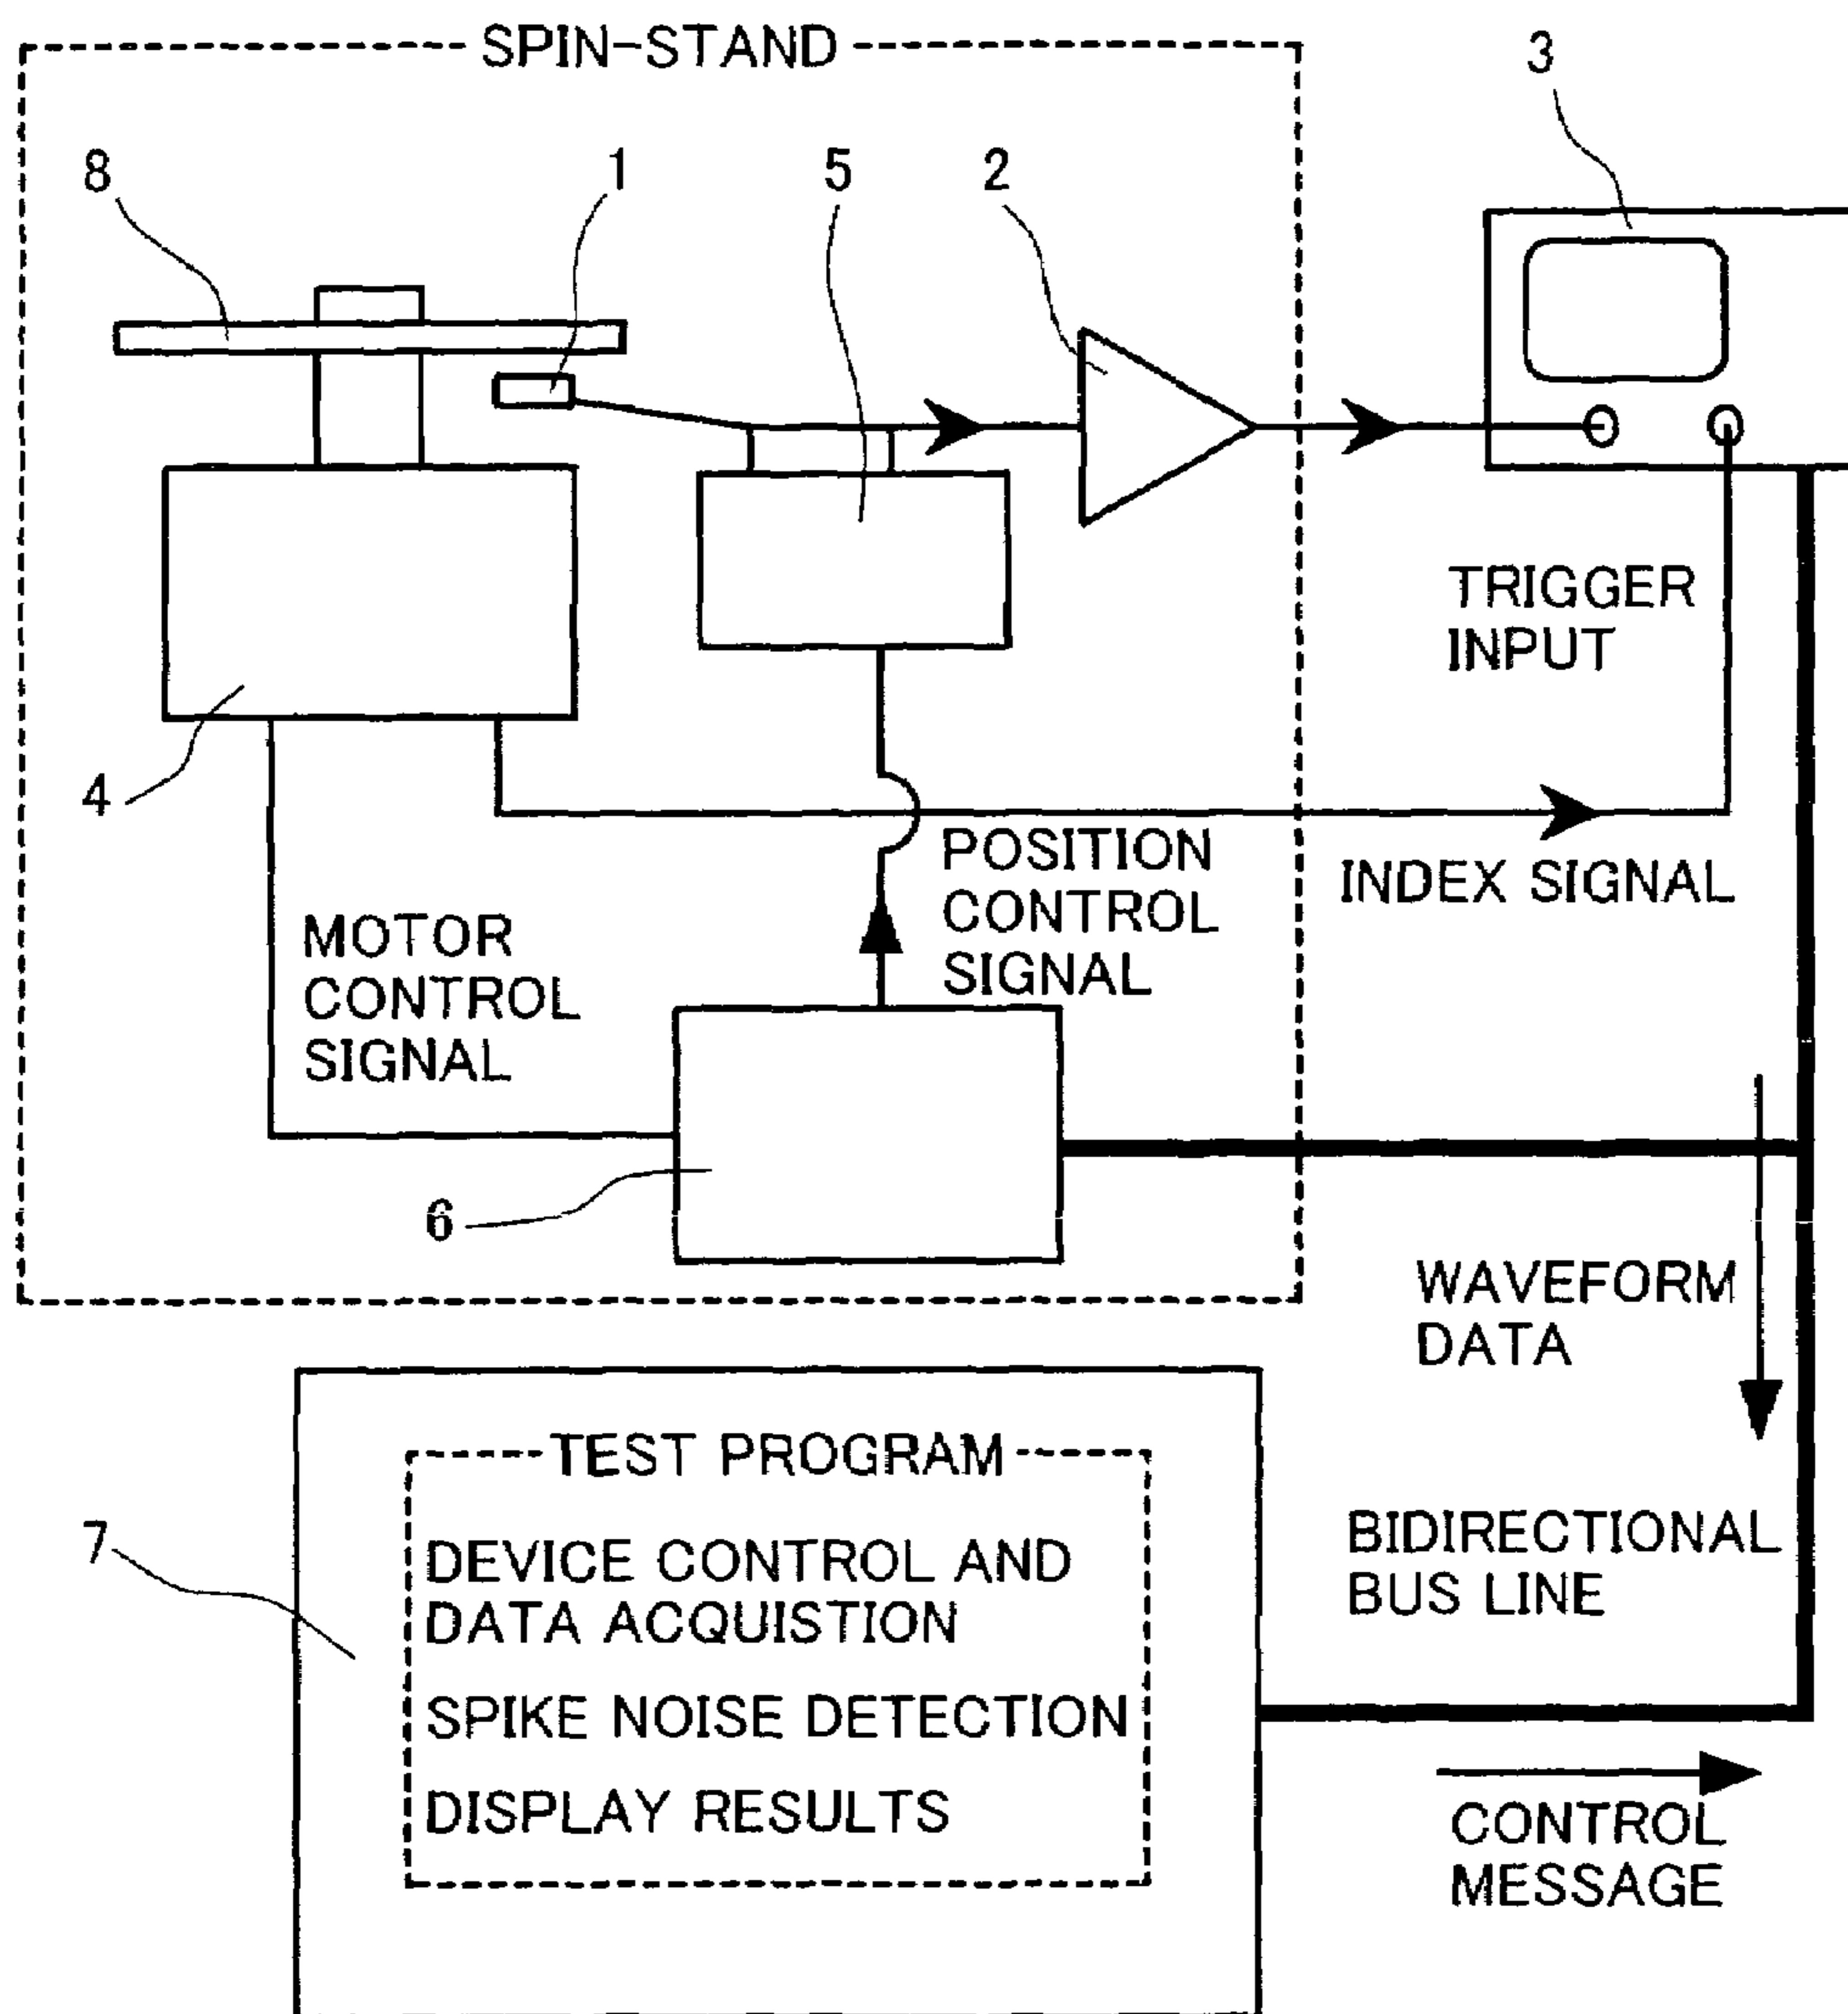 SPIN-STAND
3
8
1
5
2
TRIGGER
INPUT
4
POSITION
CONTROL
SIGNAL
INDEX SIGNAL
MOTOR
CONTROL
SIGNAL
6
WAVEFORM
DATA
TEST PROGRAM
7
DEVICE CONTROL AND
DATA ACQUISTION
SPIKE NOISE DETECTION
DISPLAY RESULTS
BIDIRECTIONAL
BUS LINE
CONTROL
MESSAGE